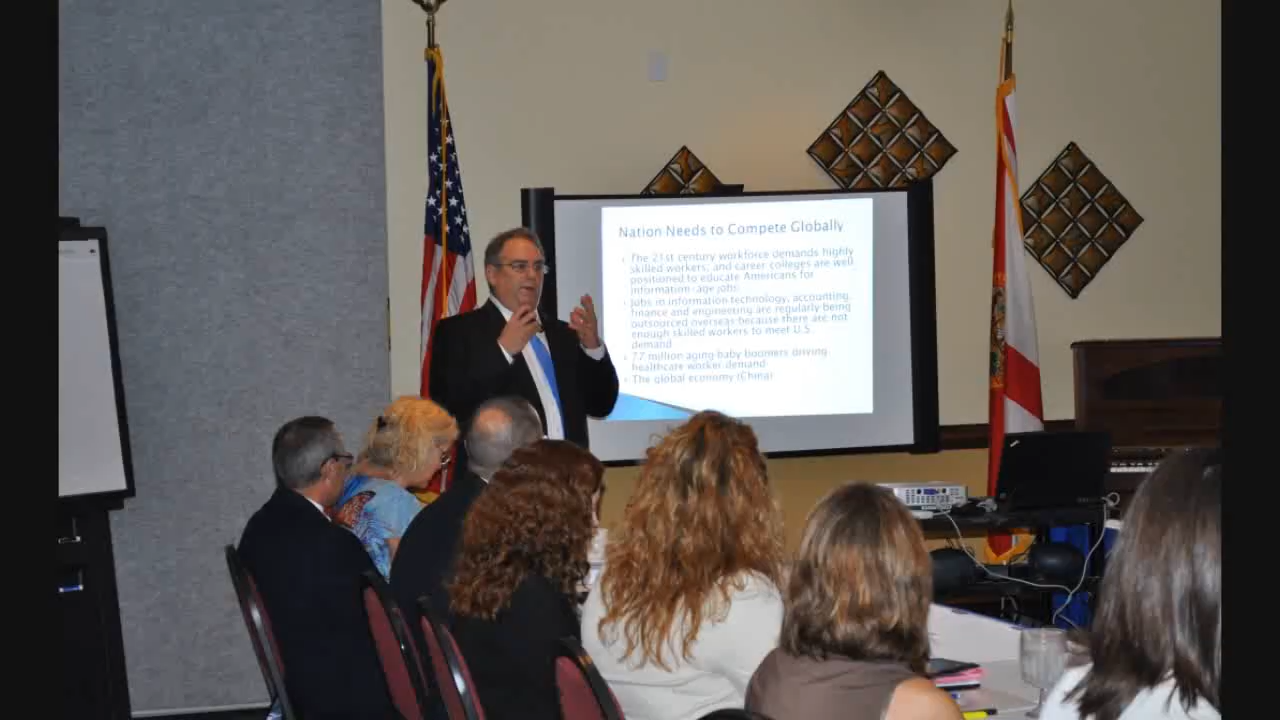 Nation Needs to Compete Globally
The 21st century workforce demands highly
skilled workers, and career colleges are well
positioned to educate Americans for
information-age jobs.
Jobs in information technology, accounting,
finance and engineering are regularly being
outsourced overseas because there are not
enough skilled workers to meet U.S.
demand
77 million aging baby boomers driving
healthcare worker demand
The global economy (China)